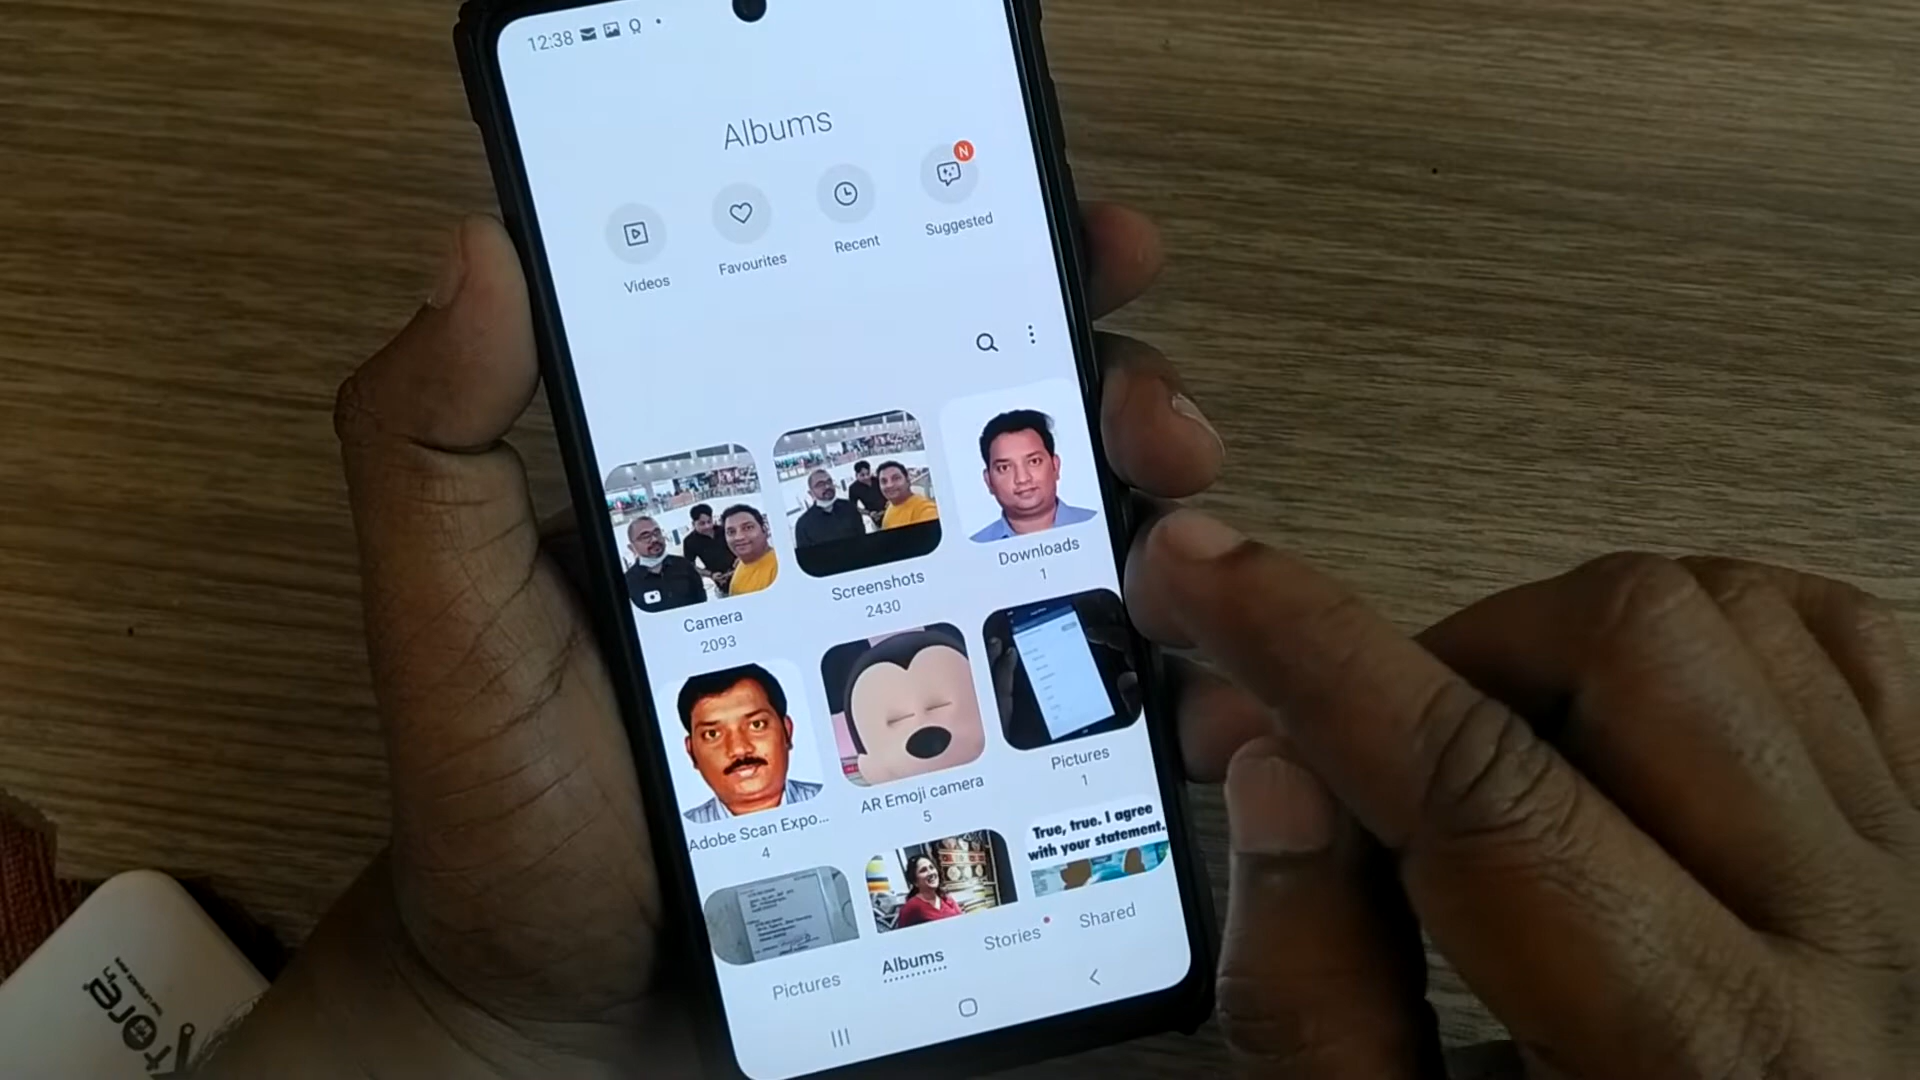 12:38
Albums
N
Videos
Favourites
Recent
Suggested
Camera
2093
Screenshots
2430
Downloads
1
Adobe Scan Expo...
4
AR Emoji camera
5
Pictures
1
True, true. I agree
with your statement.
Pictures
Albums
Stories
Shared